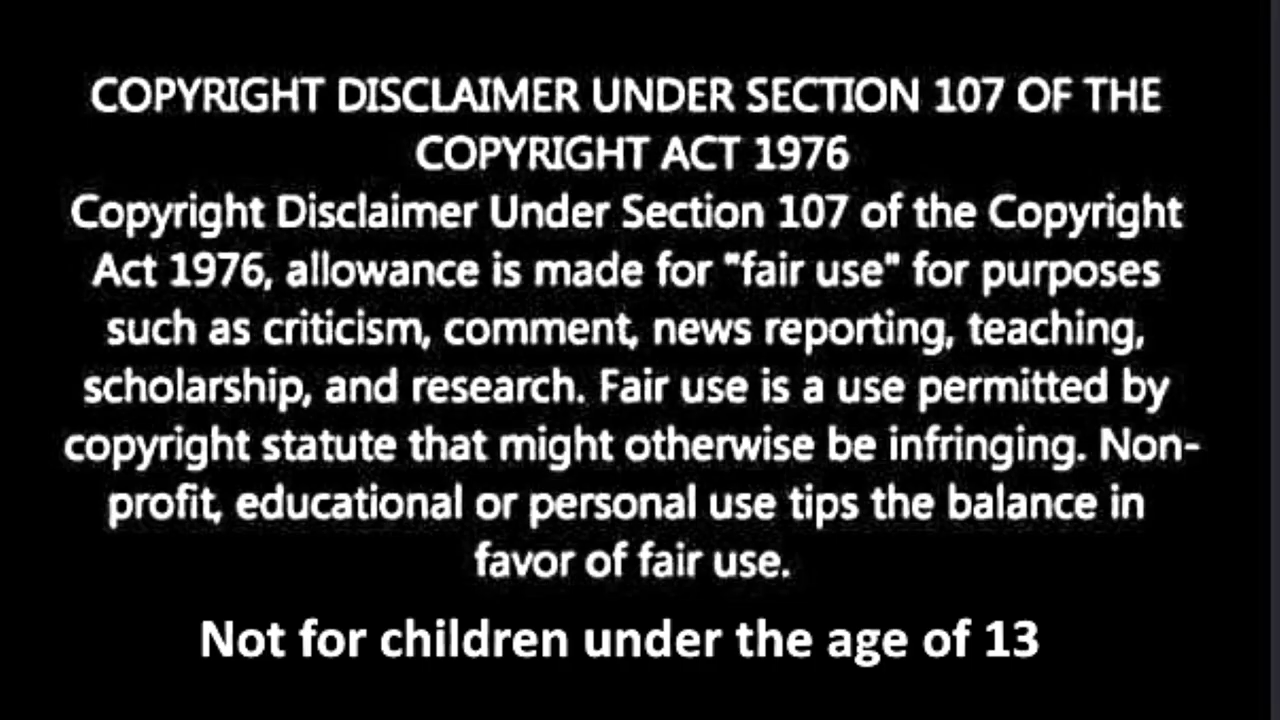 COPYRIGHT DISCLAIMER UNDER SECTION 107 OF THE
COPYRIGHT ACT 1976
Copyright Disclaimer Under Section 107 of the Copyright
Act 1976, allowance is made for "fair use" for purposes
such as criticism, comment, news reporting, teaching,
scholarship, and research. Fair use is a use permitted by
copyright statute that might otherwise be infringing. Non-
profit, educational or personal use tips the balance in
favor of fair use.
Not for children under the age of 13